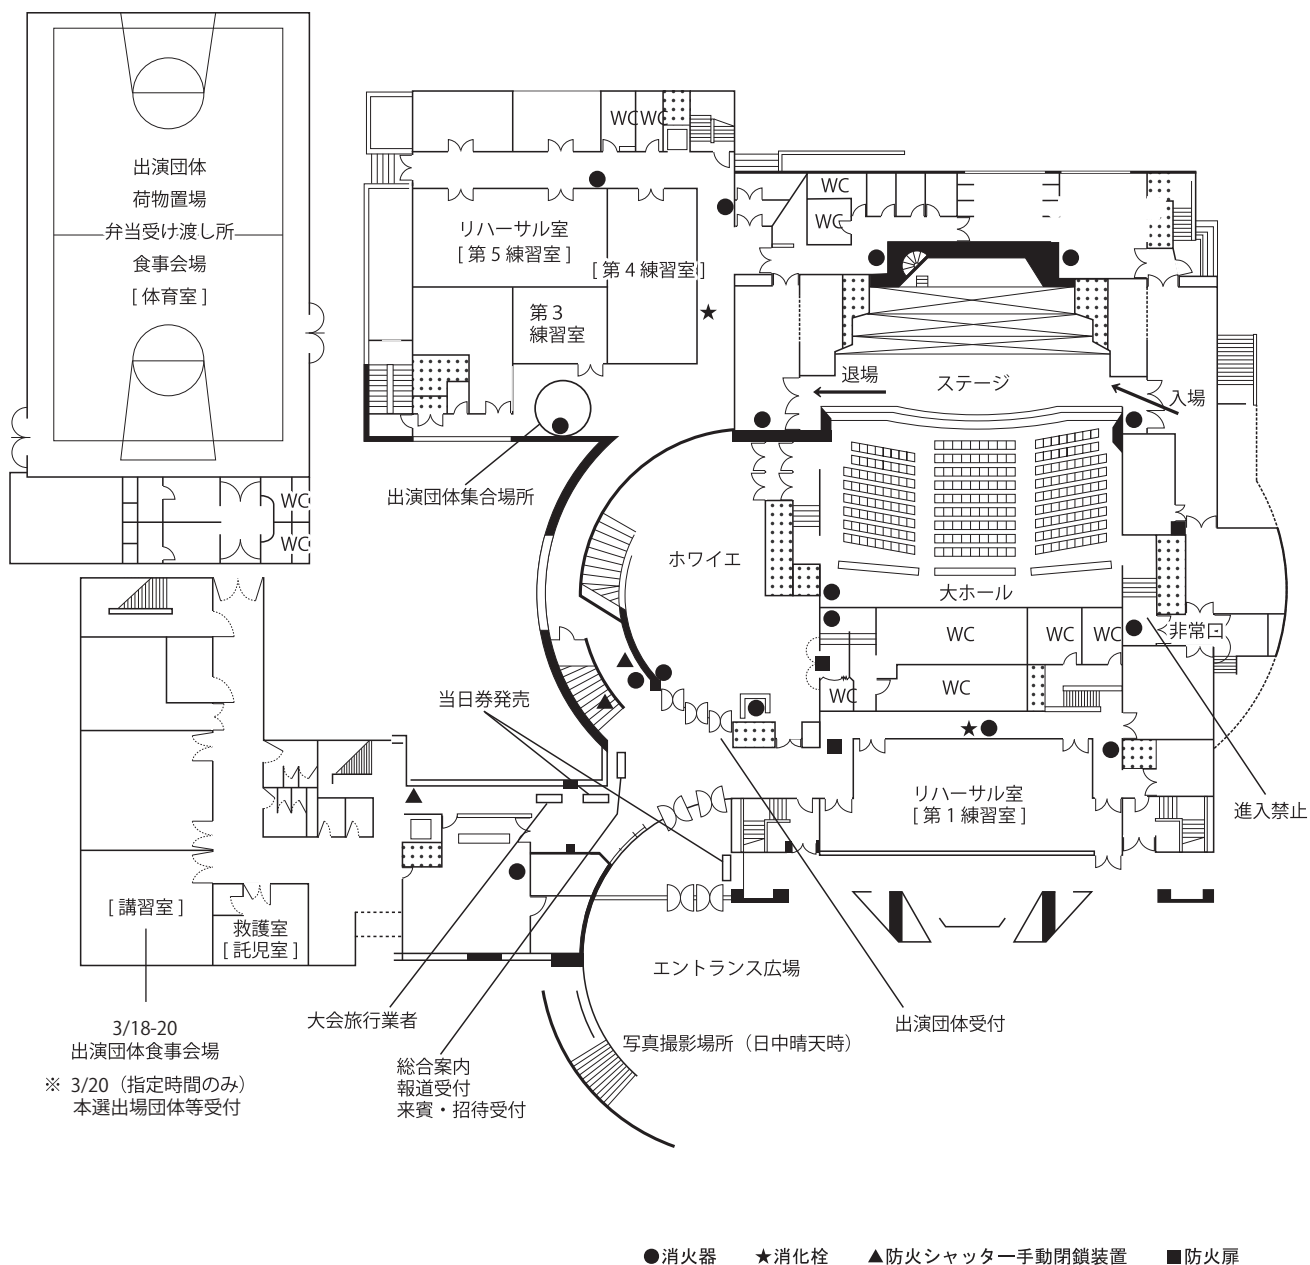 出演団体
荷物置場
弁当受け渡し所
食事会場
[ 体育室 ]
WC
WC
WC
WC
リハーサル室
[ 第５練習室 ]
[ 第４練習室 ]
第３
練習室
WC
WC
退場
ステージ
入場
出演団体集合場所
ホワイエ
大ホール
WC
WC
WC
非常口
WC
WC
当日券発売
リハーサル室
[ 第１練習室 ]
進入禁止
[ 講習室 ]
救護室
[ 託児室 ]
エントランス広場
大会旅行業者
出演団体受付
3/18-20
出演団体食事会場
※ 3/20（指定時間のみ）
本選出場団体等受付
写真撮影場所（日中晴天時）
総合案内
報道受付
来賓・招待受付
●消火器 ★消化栓 ▲防火シャッター手動閉鎖装置 ■防火扉